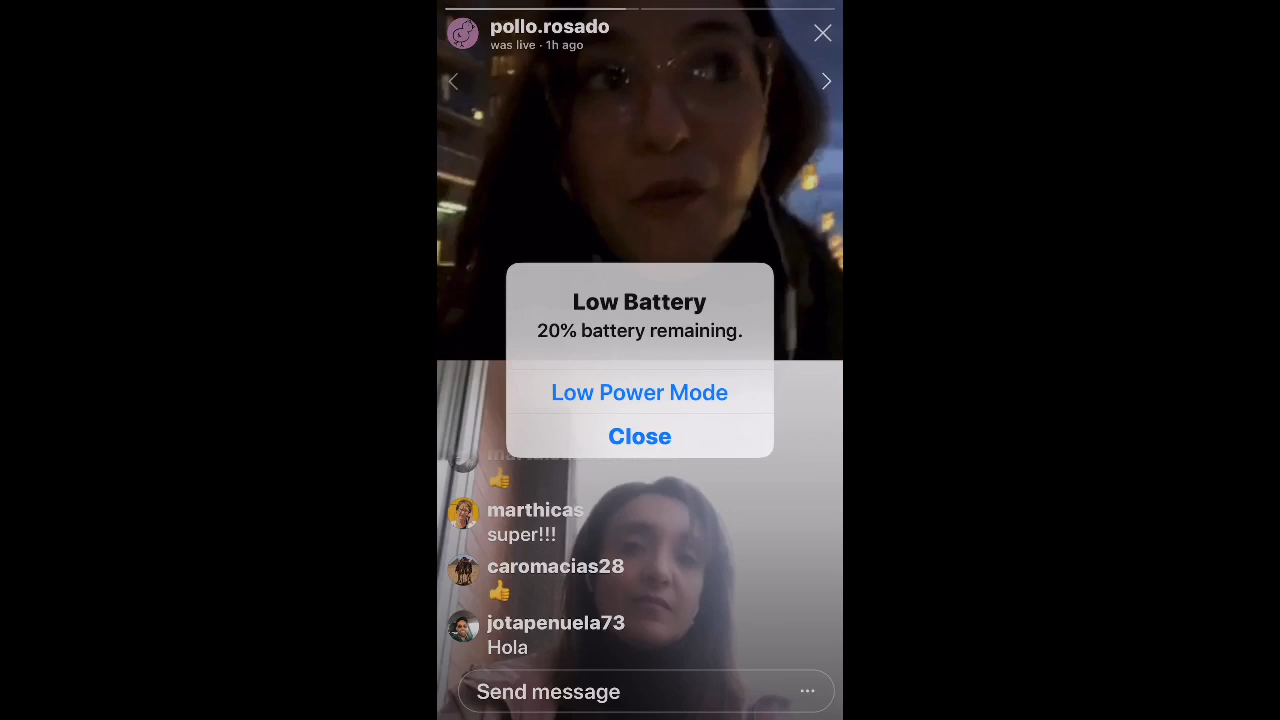 pollo.rosado
was live · 1h ago
Low Battery
20% battery remaining.
Low Power Mode
Close
👍
marthicas
super!!!
caromacias28
👍
jotapenuela73
Hola
Send message